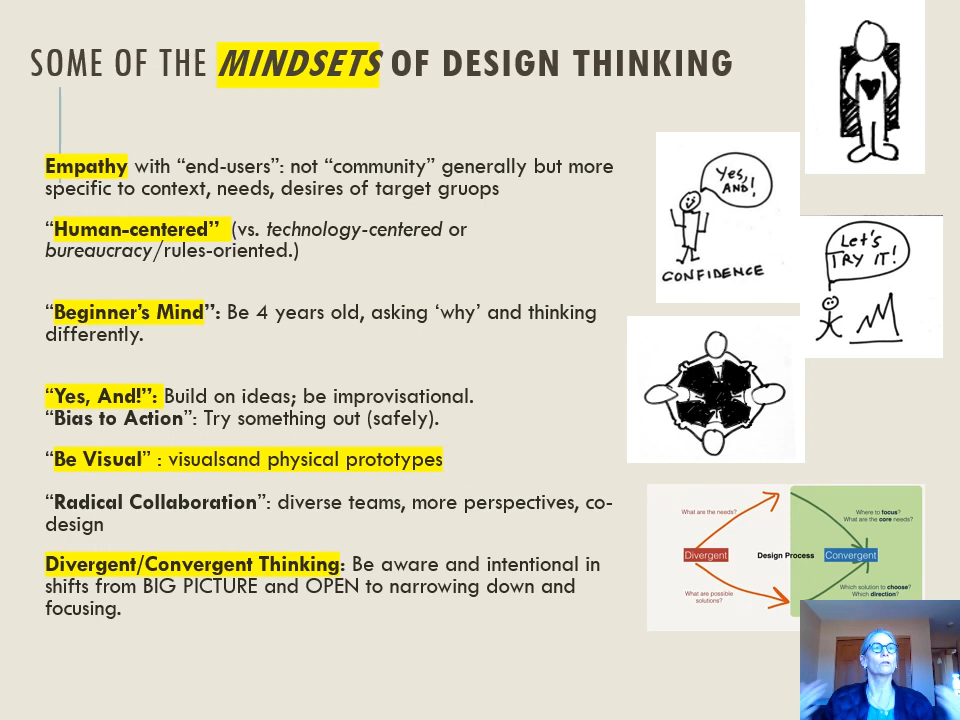 SOME OF THE MINDSETS OF DESIGN THINKING
Empathy with “end-users”: not “community” generally but more
specific to context, needs, desires of target gruops
“Human-centered” (vs. technology-centered or
bureaucracy/rules-oriented.)
“Beginner’s Mind”: Be 4 years old, asking ‘why’ and thinking
differently.
“Yes, And!”: Build on ideas; be improvisational.
“Bias to Action”: Try something out (safely).
“Be Visual” : visualsand physical prototypes
“Radical Collaboration”: diverse teams, more perspectives, co-
design
Divergent/Convergent Thinking: Be aware and intentional in
shifts from BIG PICTURE and OPEN to narrowing down and
focusing.
Yes,
AND!
CONFIDENCE
LET'S
TRY IT!
What are the needs?
Where to focus?
What are the core needs?
Divergent
Design Process
Convergent
What are possible
solutions?
Which solution to choose?
Which direction?